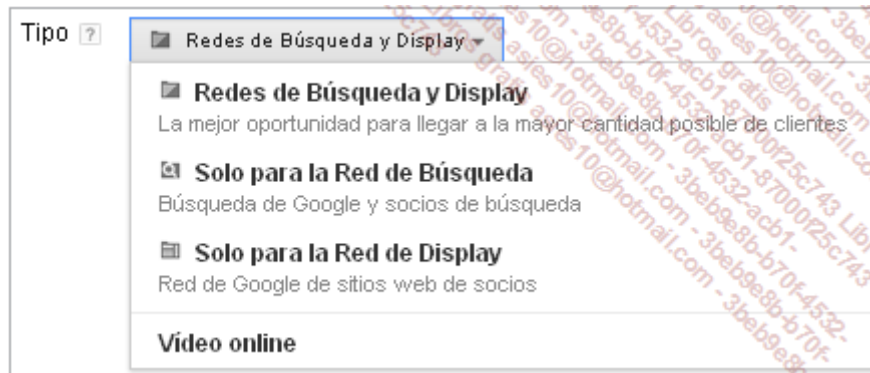 Tipo ?
Redes de Búsqueda y Display
Redes de Búsqueda y Display
La mejor oportunidad para llegar a la mayor cantidad posible de clientes
Solo para la Red de Búsqueda
Búsqueda de Google y socios de búsqueda
Solo para la Red de Display
Red de Google de sitios web de socios
Vídeo online